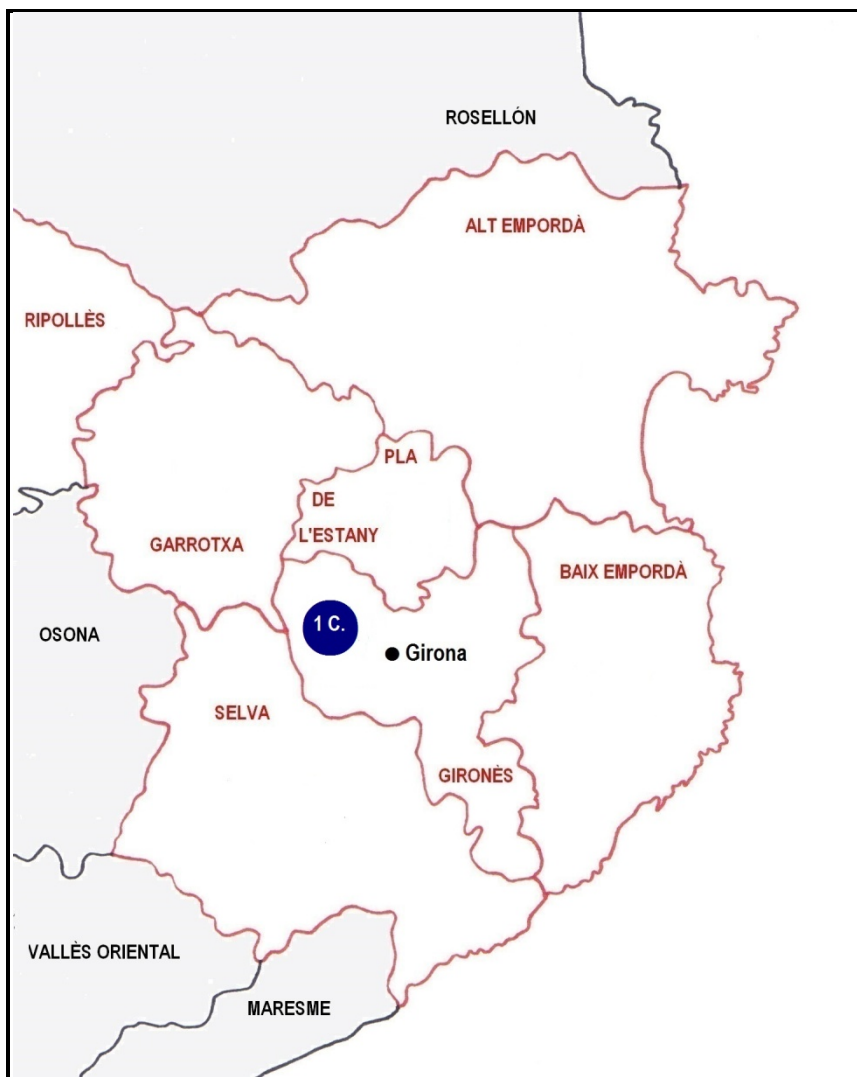 ROSELLÓN
ALT EMPORDÀ
RIPOLLÈS
PLA
DE
L'ESTANY
GARROTXA
BAIX EMPORDÀ
1 C.
OSONA
Girona
SELVA
GIRONÈS
VALLÈS ORIENTAL
MARESME